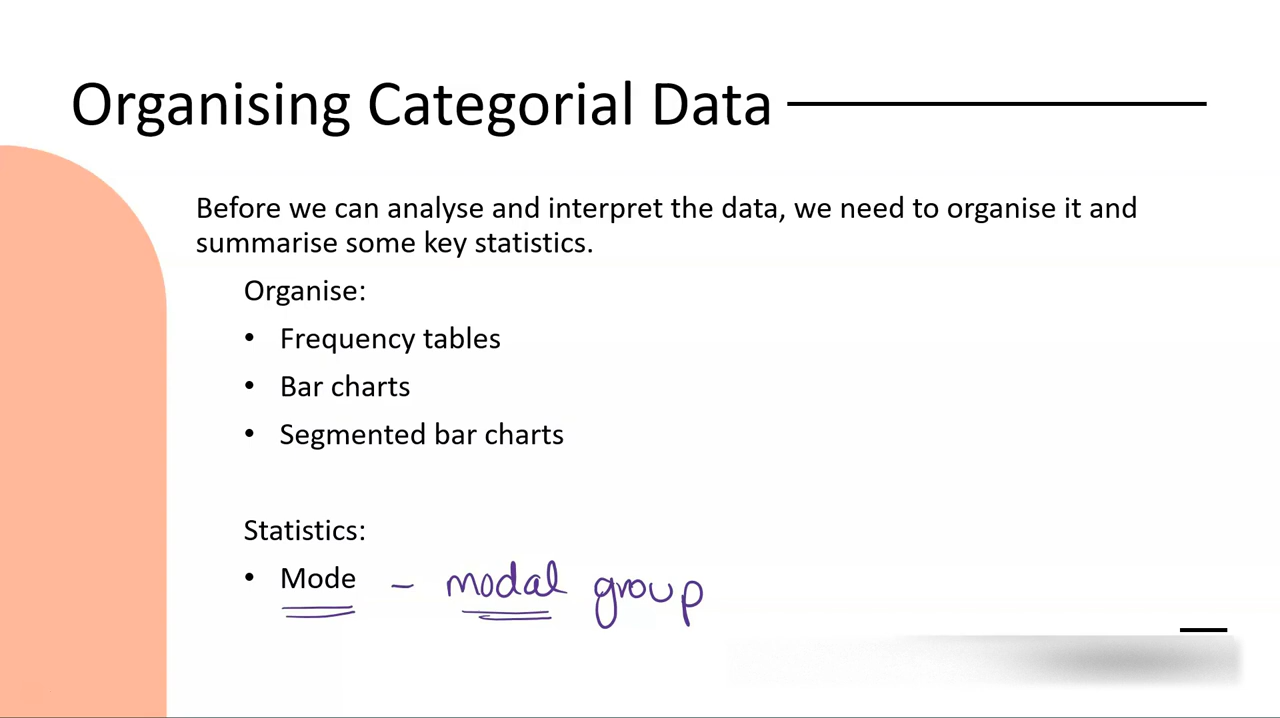 Organising Categorial Data
Before we can analyse and interpret the data, we need to organise it and
summarise some key statistics.
Organise:
• Frequency tables
• Bar charts
• Segmented bar charts
Statistics:
• Mode – modal group